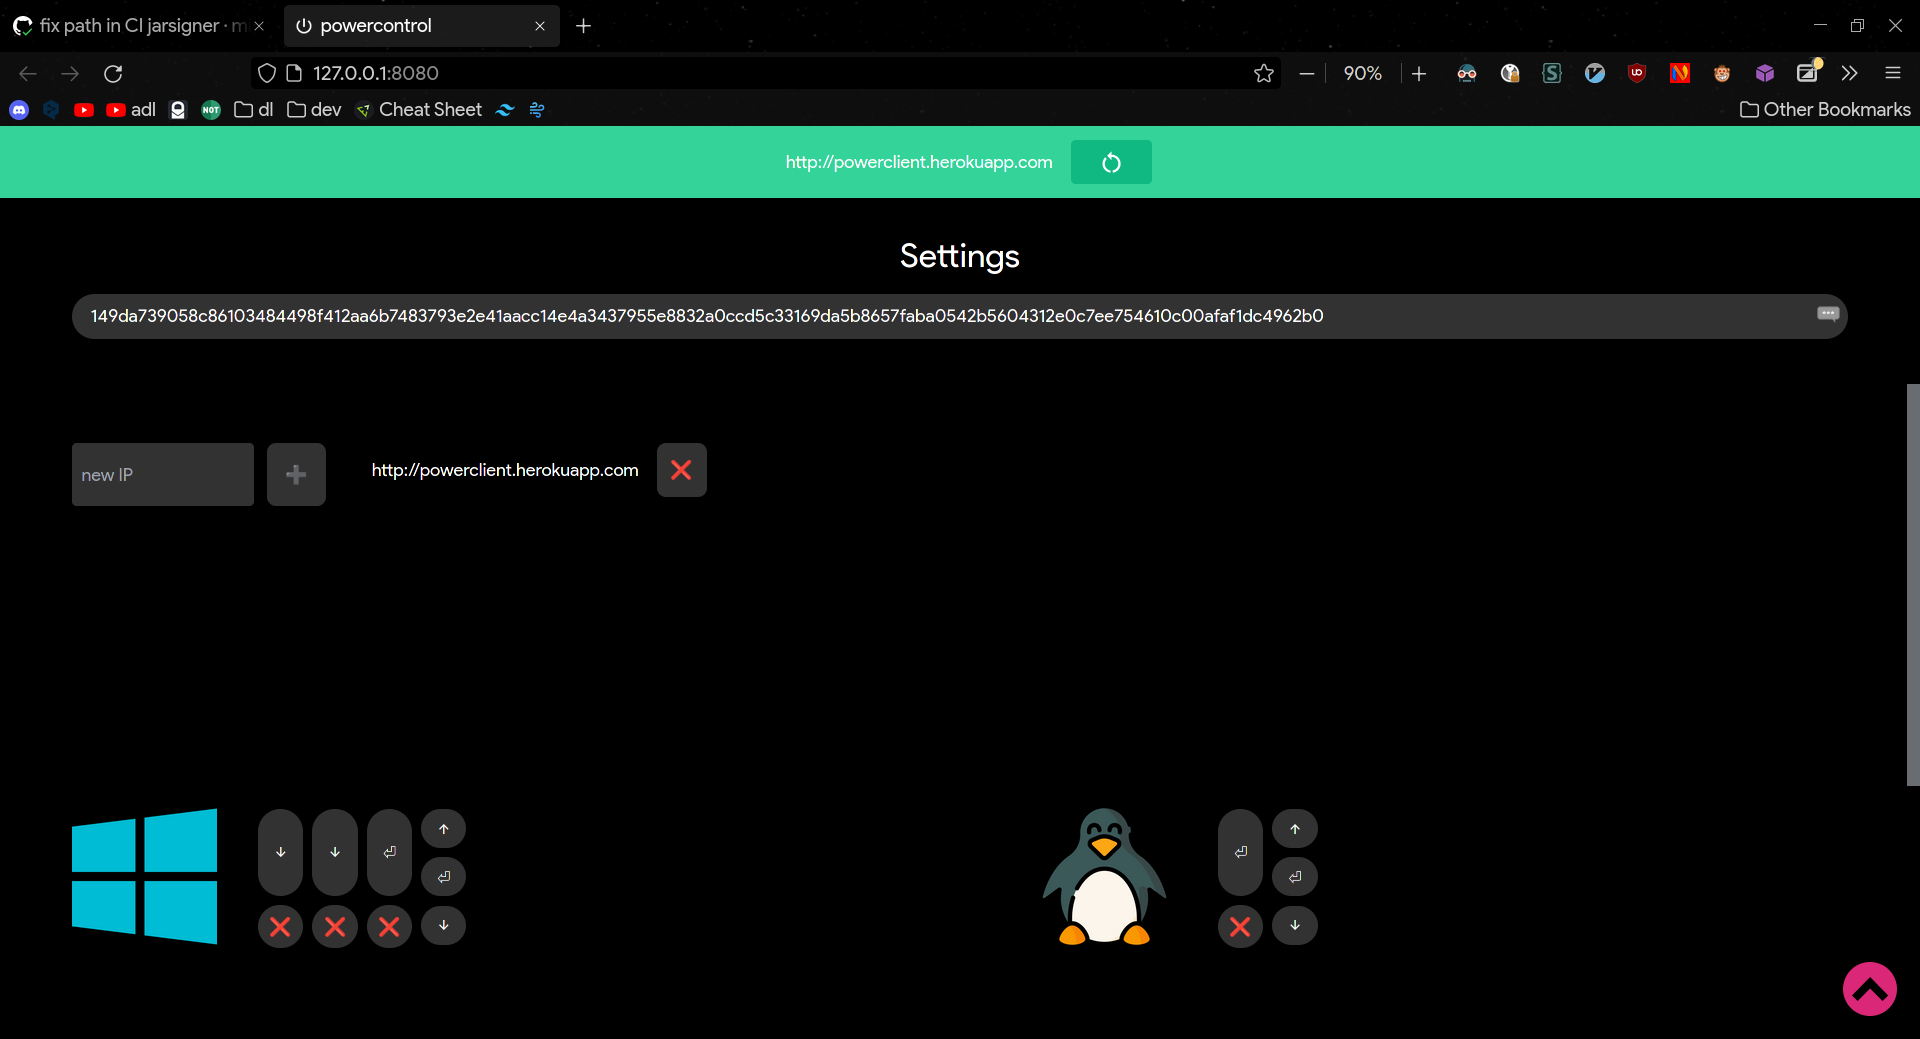 fix path in CI jarsigner · m
powercontrol
127.0.0.1:8080
90%
adl
NOT
dl
dev
Cheat Sheet
Other Bookmarks
http://powerclient.herokuapp.com
Settings
149da739058c86103484498f412aa6b7483793e2e41aacc14e4a3437955e8832a0ccd5c33169da5b8657faba0542b5604312e0c7ee754610c00afaf1dc4962b0
new IP
http://powerclient.herokuapp.com